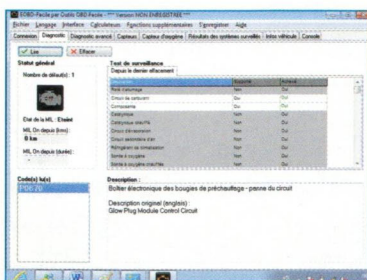 EOBD-Facile par Outils OBD-Facile - *** Version NON-ENREGISTREE ***
Fichier Langage Interface Calculateurs Fonctions supplémentaires S'enregistrer Aide
Connexion Diagnostic Diagnostic avancé Capteurs Capteur d'oxygène Résultats des systèmes surveillés Infos véhicule Console
Lire Effacer
Statut général
Nombre de défaut(s) : 1
Etat de la MIL : Eteint
MIL On depuis (kms):
0 km
MIL On depuis (durée):
-
Test de surveillance
Depuis le dernier effacement
Raté d'allumage Non Oui
Circuit de carburant Oui Oui
Composants Oui Oui
Catalytique Non Oui
Catalytique chauffé Non Oui
Circuit d'évaporation Non Oui
Circuit secondaire d'air Non Oui
Réfrigérant de climatisation Non Oui
Sonde à oxygène Non Oui
Sonde à oxygène chauffée Non Oui
Code(s) lu(s)
P0670
Description :
Boîtier électronique des bougies de préchauffage - panne du circuit
Description original (anglais)
Glow Plug Module Control Circuit